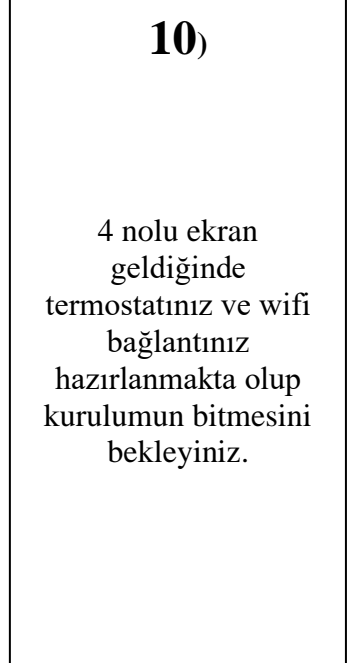 10)
4 nolu ekran
geldiğinde
termostatınız ve wifi
bağlantınız
hazırlanmakta olup
kurulumun bitmesini
bekleyiniz.